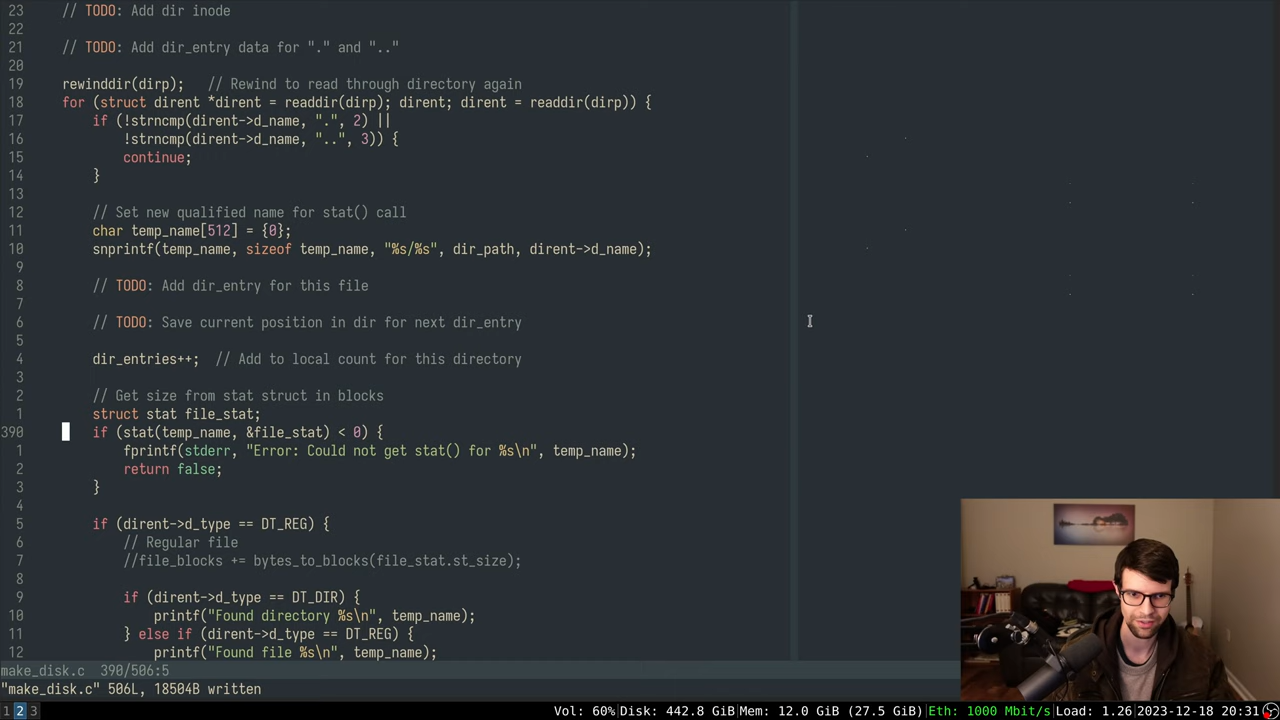 23 // TODO: Add dir inode
22
21 // TODO: Add dir_entry data for "." and ".."
20
19 rewinddir(dirp);   // Rewind to read through directory again
18 for (struct dirent *dirent = readdir(dirp); dirent; dirent = readdir(dirp)) {
17 if (!strncmp(dirent->d_name, ".", 2) ||
16 !strncmp(dirent->d_name, "..", 3)) {
15 continue;
14 }
13
12 // Set new qualified name for stat() call
11 char temp_name[512] = {0};
10 snprintf(temp_name, sizeof temp_name, "%s/%s", dir_path, dirent->d_name);
9
8 // TODO: Add dir_entry for this file
7
6 // TODO: Save current position in dir for next dir_entry
5
4 dir_entries++;  // Add to local count for this directory
3
2 // Get size from stat struct in blocks
1 struct stat file_stat;
390 if (stat(temp_name, &file_stat) < 0) {
1 fprintf(stderr, "Error: Could not get stat() for %s\n", temp_name);
2 return false;
3 }
4
5 if (dirent->d_type == DT_REG) {
6 // Regular file
7 //file_blocks += bytes_to_blocks(file_stat.st_size);
8
9 if (dirent->d_type == DT_DIR) {
10 printf("Found directory %s\n", temp_name);
11 } else if (dirent->d_type == DT_REG) {
12 printf("Found file %s\n", temp_name);
make_disk.c  390/506:5
"make_disk.c" 506L, 18504B written
1 2 3 Vol: 60%|Disk: 442.8 GiB|Mem: 12.0 GiB (27.5 GiB)|Eth: 1000 Mbit/s|Load: 1.26|2023-12-18 20:31